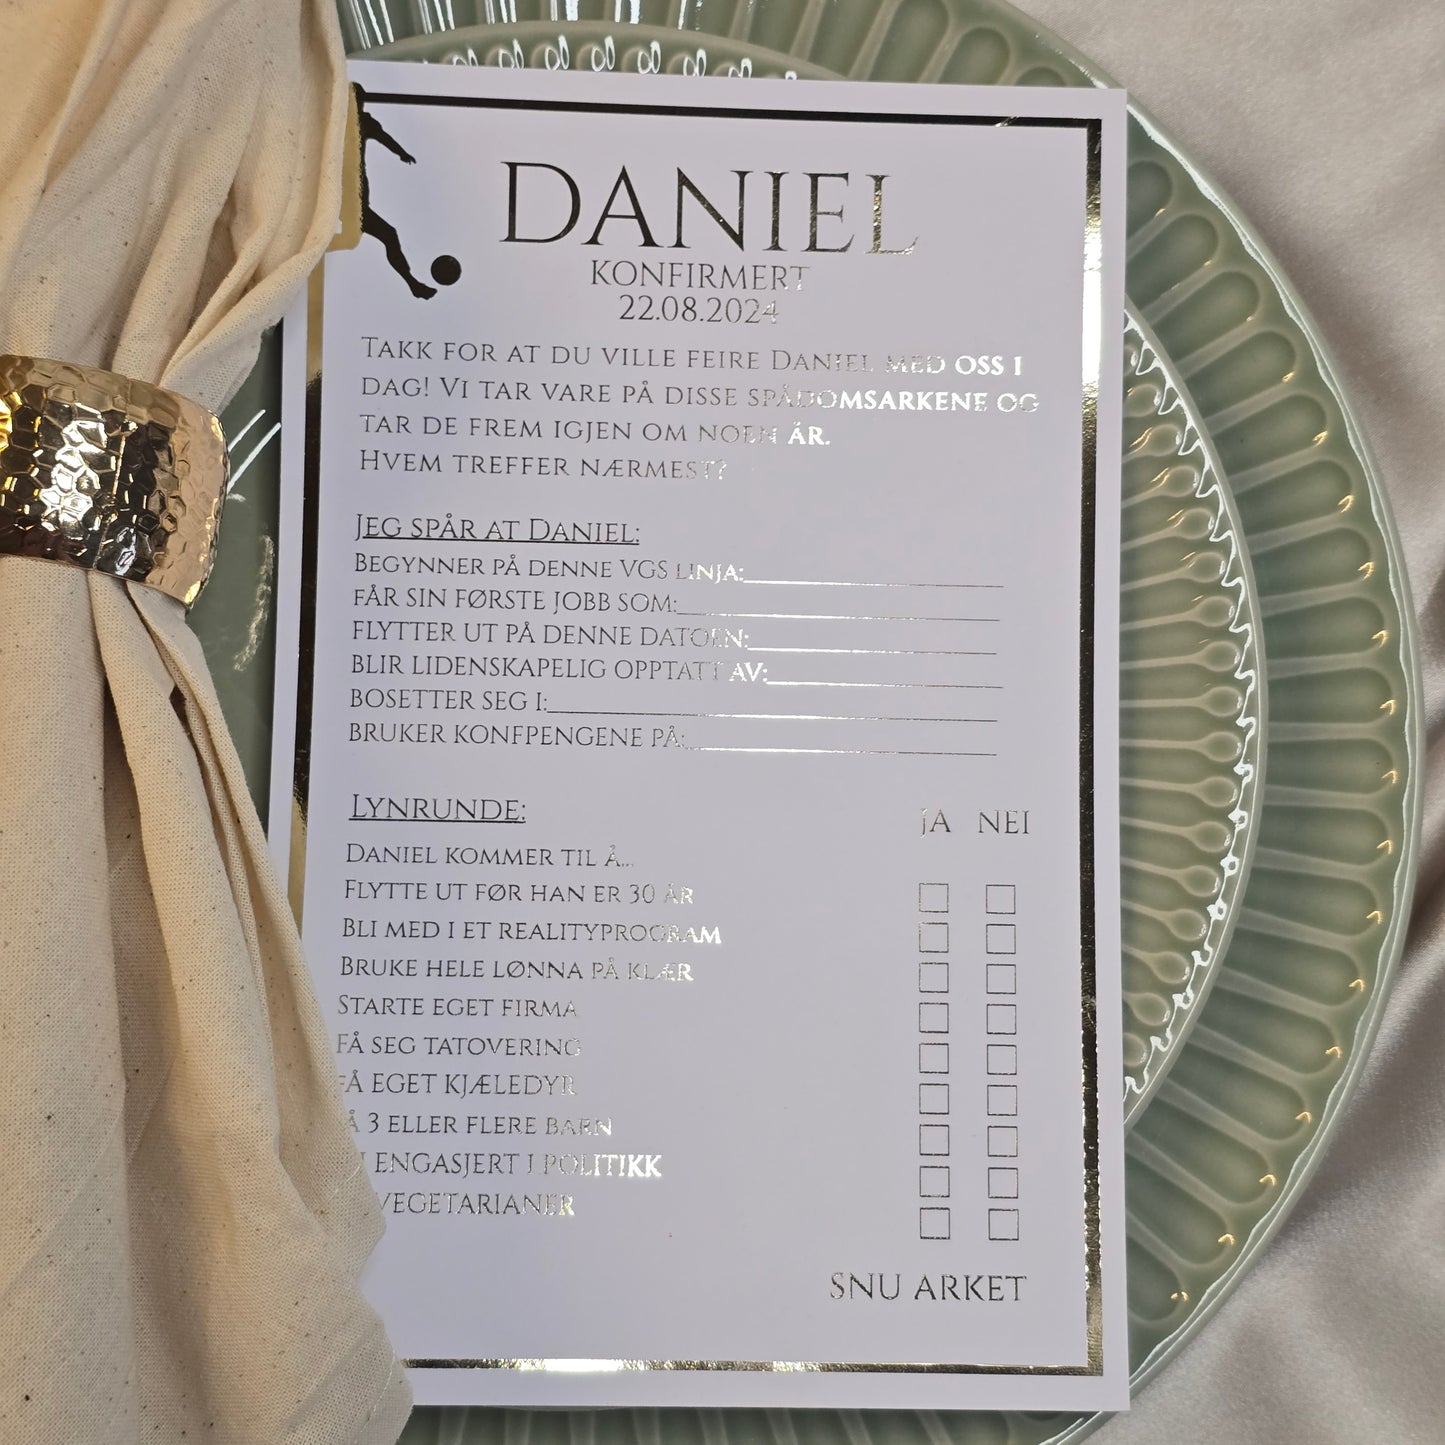 DANIEL
KONFIRMERT
22.08.2024
TAKK FOR AT DU VILLE FEIRE DANIEL MED OSS I
DAG! VI TAR VARE PÅ DISSE SPÅDOMSARKENE OG
TAR DE FREM IGJEN OM NOEN ÅR.
HVEM TREFFER NÆRMEST?
JEG SPÅR AT DANIEL:
BEGYNNER PÅ DENNE VGS LINJA:
FÅR SIN FØRSTE JOBB SOM:
FLYTTER UT PÅ DENNE DATOEN:
BLIR LIDENSKAPELIG OPPTATT AV:
BOSETTER SEG I:
BRUKER KONFPENGENE PÅ:
LYNRUNDE:
JA NEI
DANIEL KOMMER TIL Å...
FLYTTE UT FØR HAN ER 30 ÅR
BLI MED I ET REALITYPROGRAM
BRUKE HELE LØNNA PÅ KLÆR
STARTE EGET FIRMA
FÅ SEG TATOVERING
FÅ EGET KJÆLEDYR
3 ELLER FLERE BARN
ENGASJERT I POLITIKK
VEGETARIANER
SNU ARKET